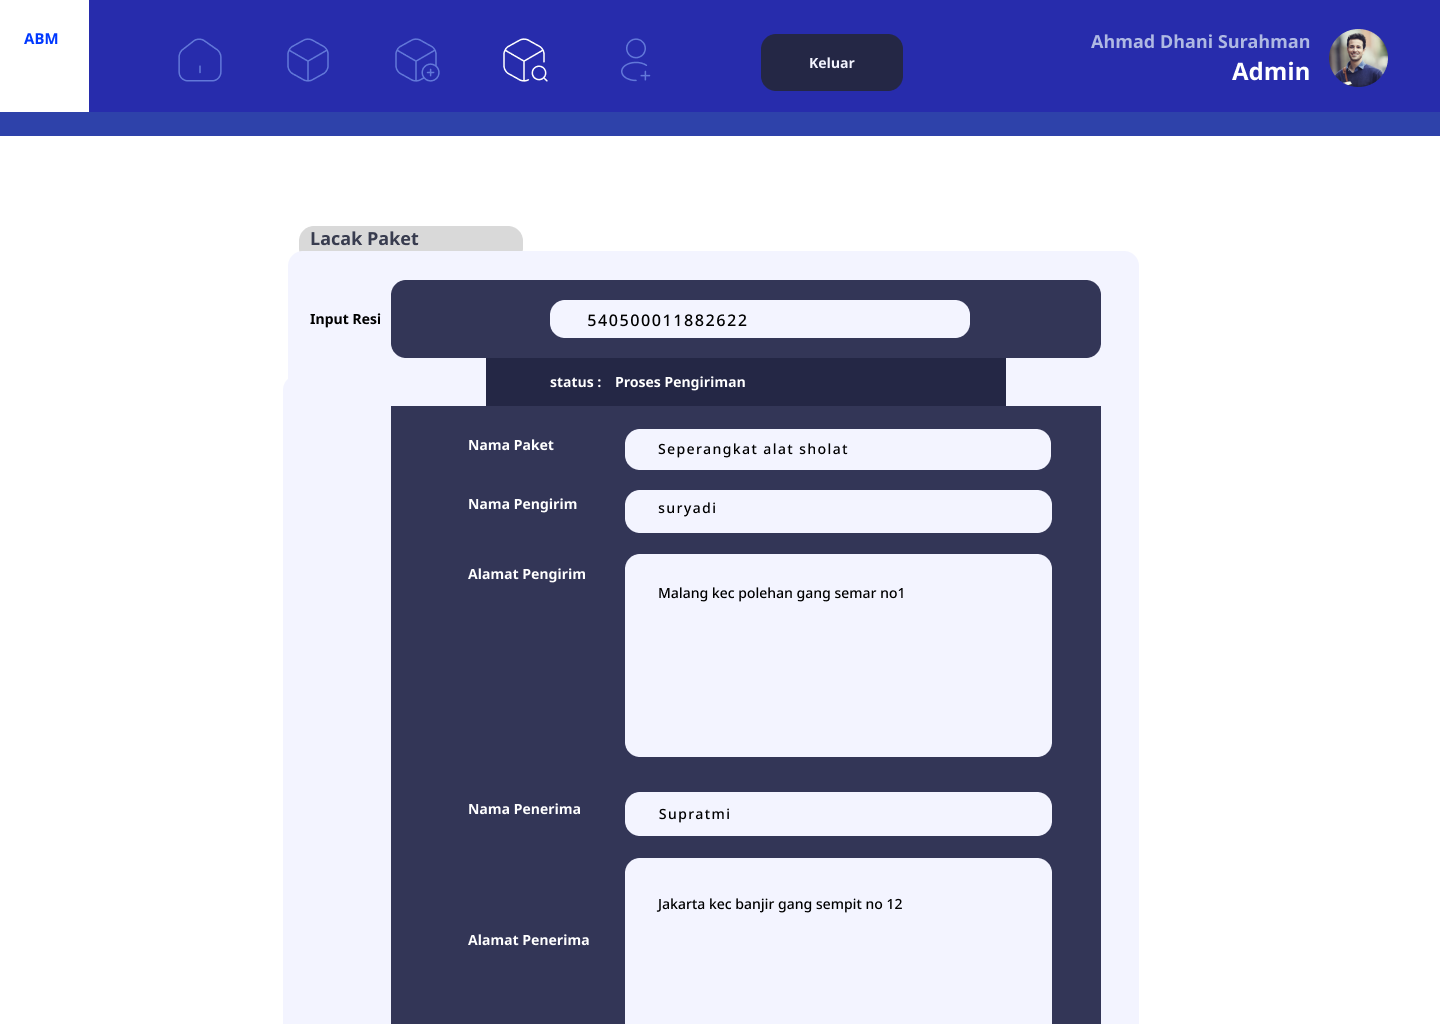 ABM
Keluar
Ahmad Dhani Surahman
Admin
Lacak Paket
Input Resi
540500011882622
status : Proses Pengiriman
Nama Paket
Seperangkat alat sholat
Nama Pengirim
suryadi
Alamat Pengirim
Malang kec polehan gang semar no1
Nama Penerima
Supratmi
Jakarta kec banjir gang sempit no 12
Alamat Penerima